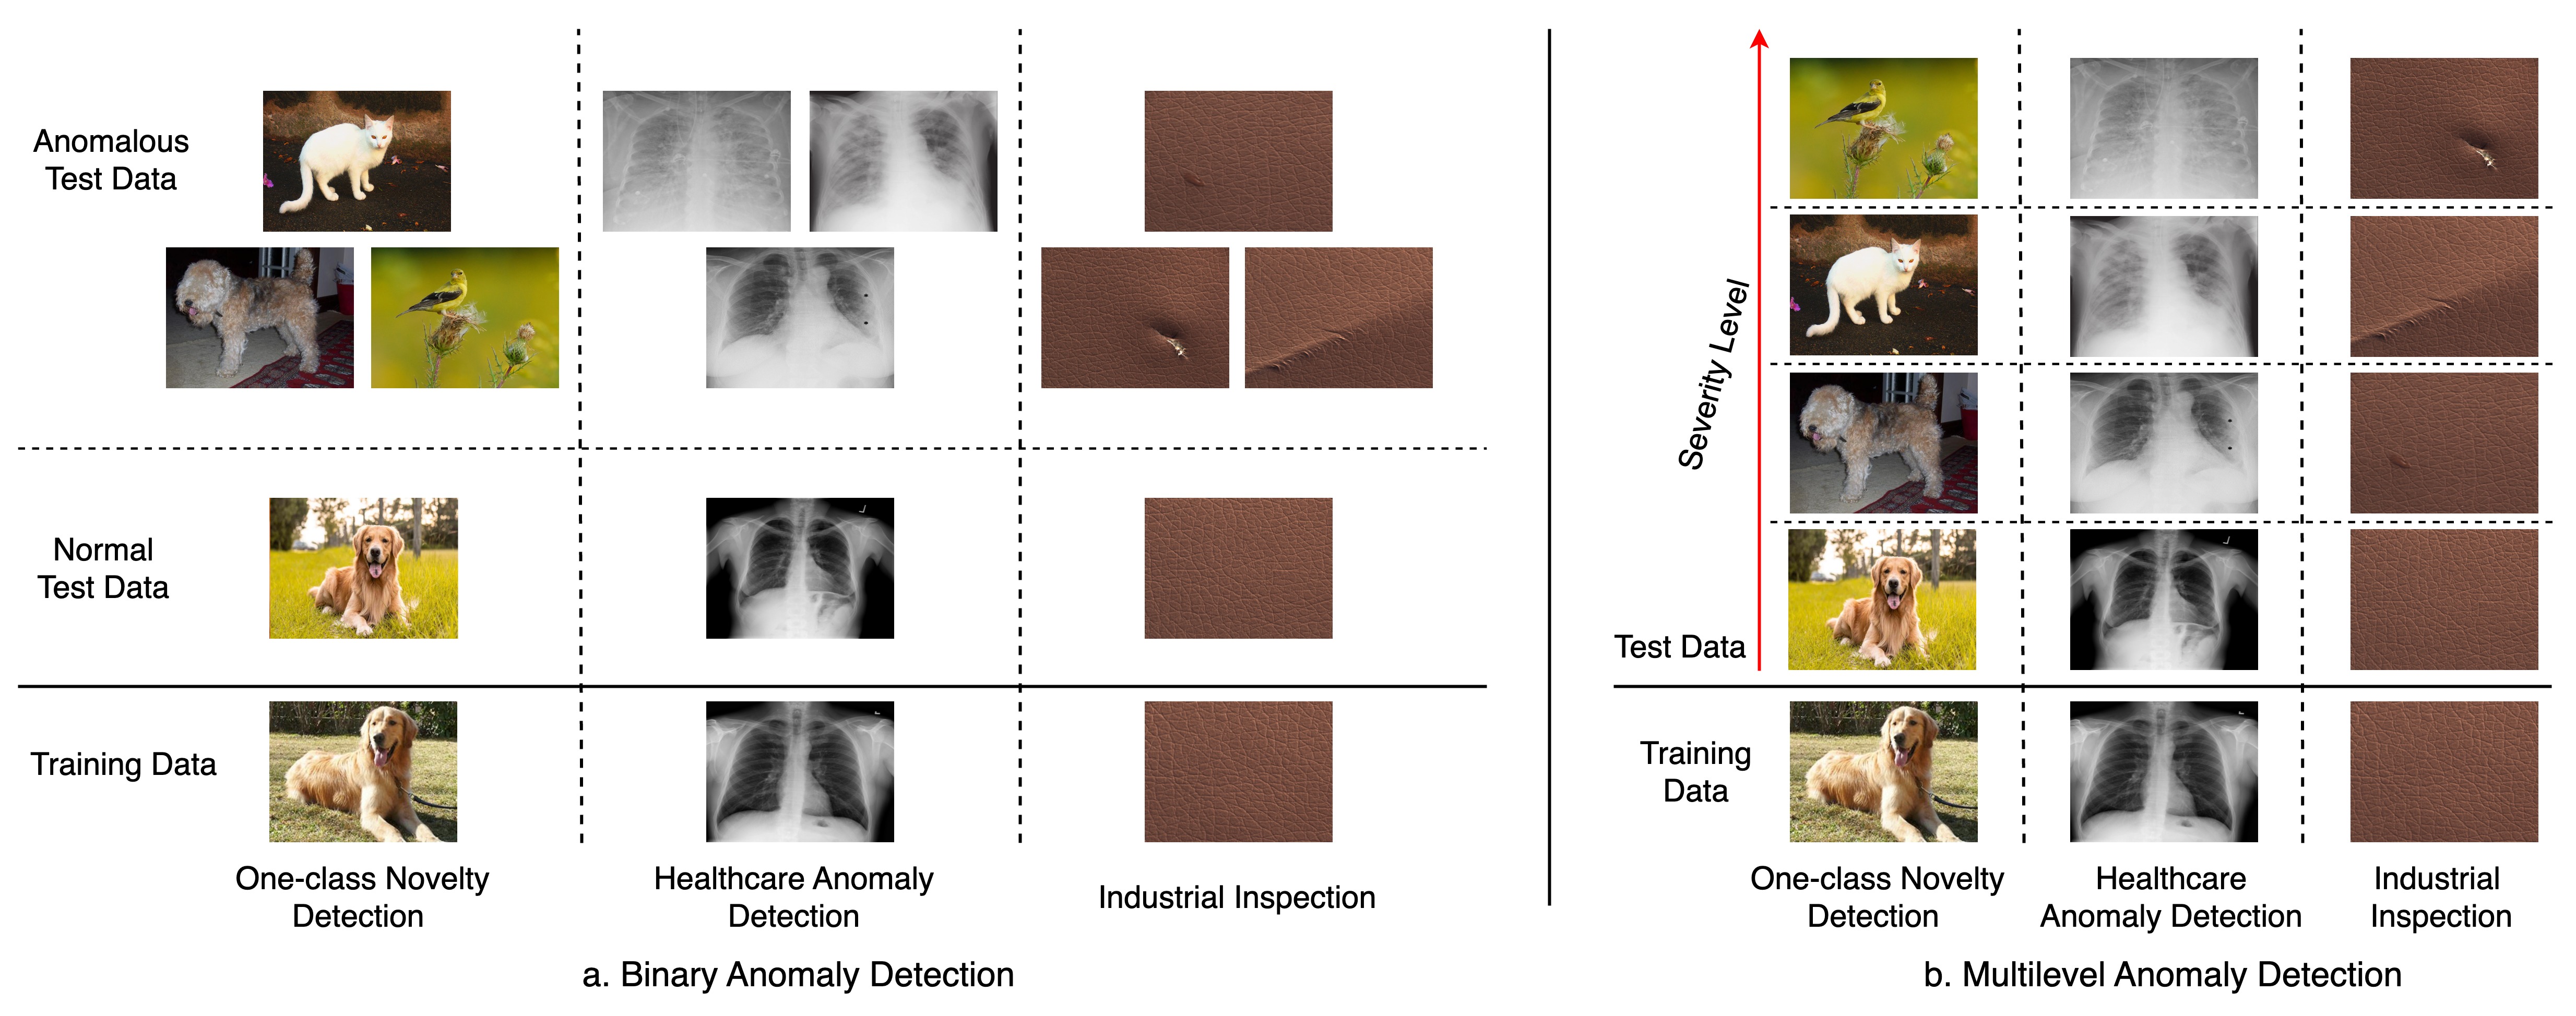 Anomalous
Test Data
Normal
Test Data
Training Data
One-class Novelty
Detection
Healthcare Anomaly
Detection
Industrial Inspection
a. Binary Anomaly Detection
Severity Level
Test Data
Training
Data
One-class Novelty
Detection
Healthcare
Anomaly Detection
Industrial
Inspection
b. Multilevel Anomaly Detection